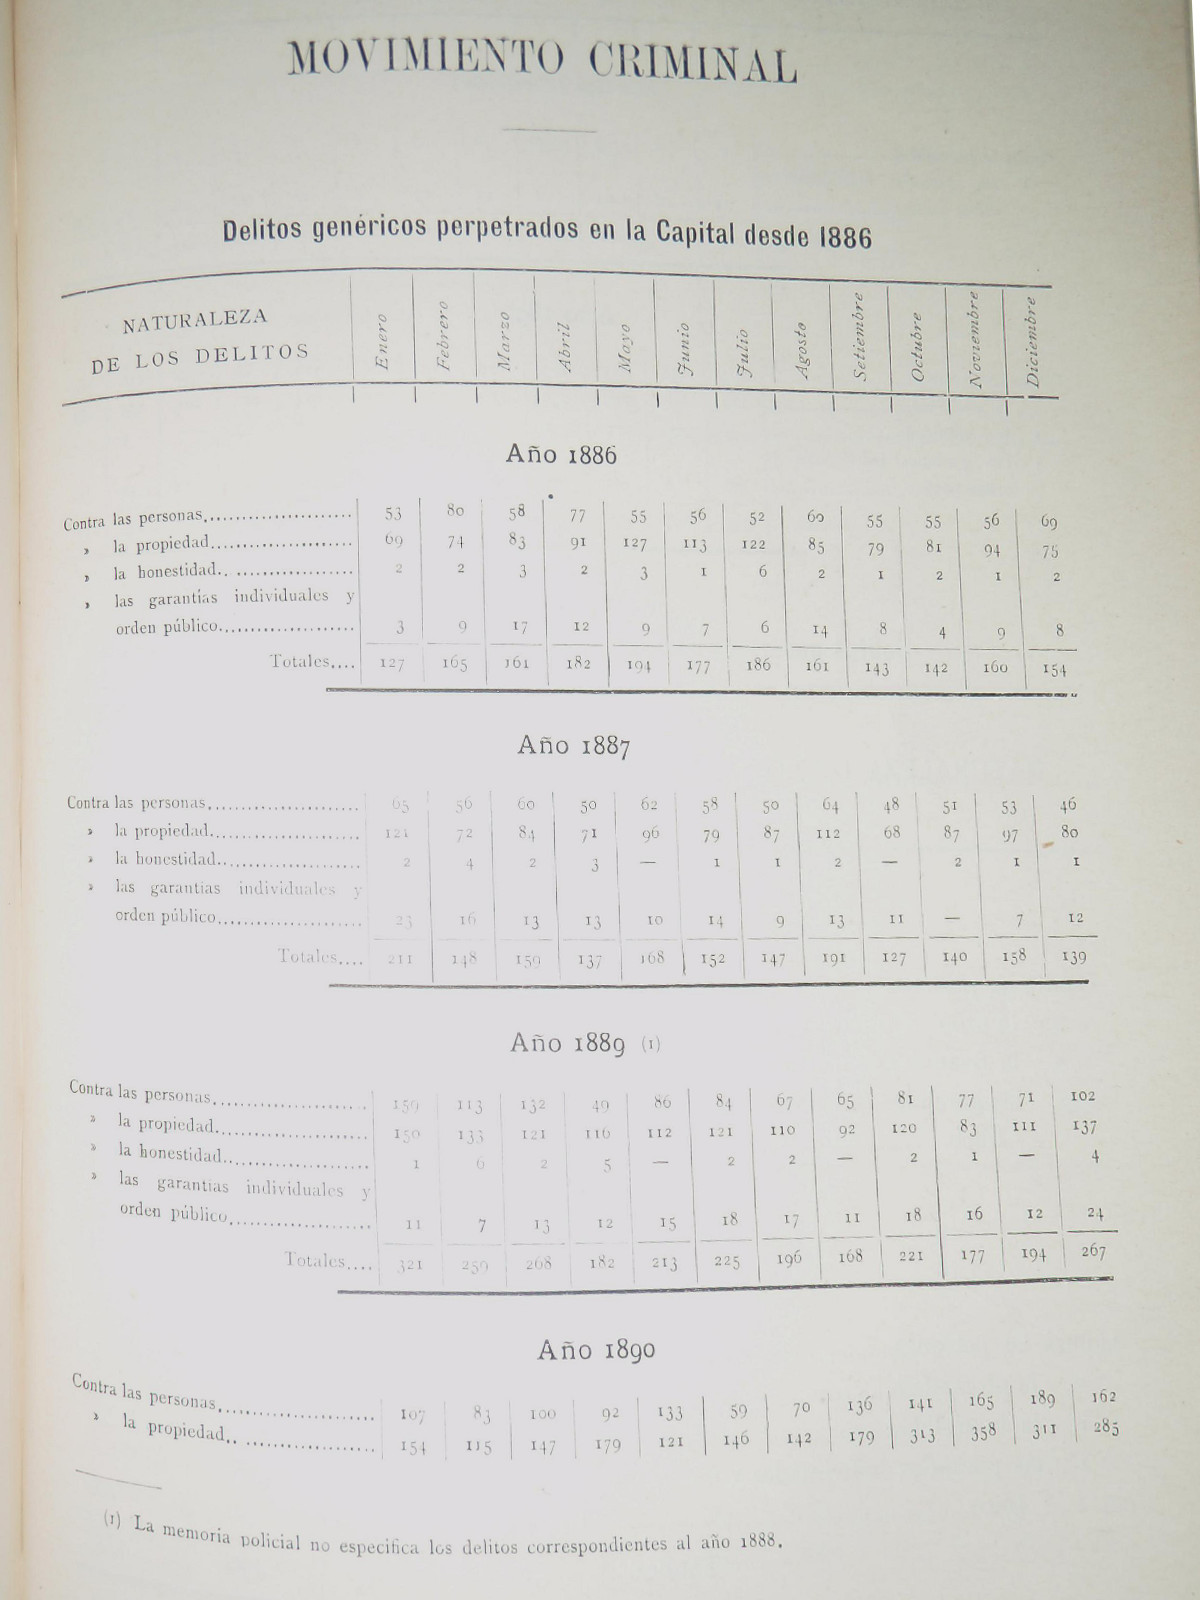 MOVIMIENTO CRIMINAL
Delitos genéricos perpetrados en la Capital desde 1886
NATURALEZA
DE LOS DELITOS
Enero Febrero Marzo Abril Mayo Junio Julio Agosto Setiembre Octubre Noviembre Diciembre
Año 1886
Contra las personas...................... 53 80 58 77 55 56 52 60 55 55 56 69
» la propiedad...................... 69 74 83 91 127 113 122 85 79 81 94 75
» la honestidad.. .................. 2 2 3 2 3 1 6 2 1 2 1 2
» las garantías individuales y
orden público.................... 3 9 17 12 9 7 6 14 8 4 9 8
Totales.... 127 165 161 182 194 177 186 161 143 142 160 154
Año 1887
Contra las personas...................... 65 56 60 50 62 58 50 64 48 51 53 46
» la propiedad...................... 121 72 84 71 96 79 87 112 68 87 97 80
» la honestidad..................... 2 4 2 3 — 1 1 2 — 2 1 1
» las garantias individuales y
orden público..................... 23 16 13 13 10 14 9 13 11 — 7 12
Totales.... 211 148 159 137 168 152 147 191 127 140 158 139
Año 1889 (1)
Contra las personas...................... 159 113 132 49 86 84 67 65 81 77 71 102
» la propiedad...................... 150 133 121 116 112 121 110 92 120 83 111 137
» la honestidad..................... 1 6 2 5 — 2 2 — 2 1 — 4
» las garantias individuales y
orden público..................... 11 7 13 12 15 18 17 11 18 16 12 24
Totales.... 321 259 268 182 213 225 196 168 221 177 194 267
Año 1890
Contra las personas...................... 107 83 100 92 133 59 70 136 141 165 189 162
» la propiedad.. ................... 154 115 147 179 121 146 142 179 313 358 311 285
(1) La memoria policial no especifica los delitos correspondientes al año 1888.